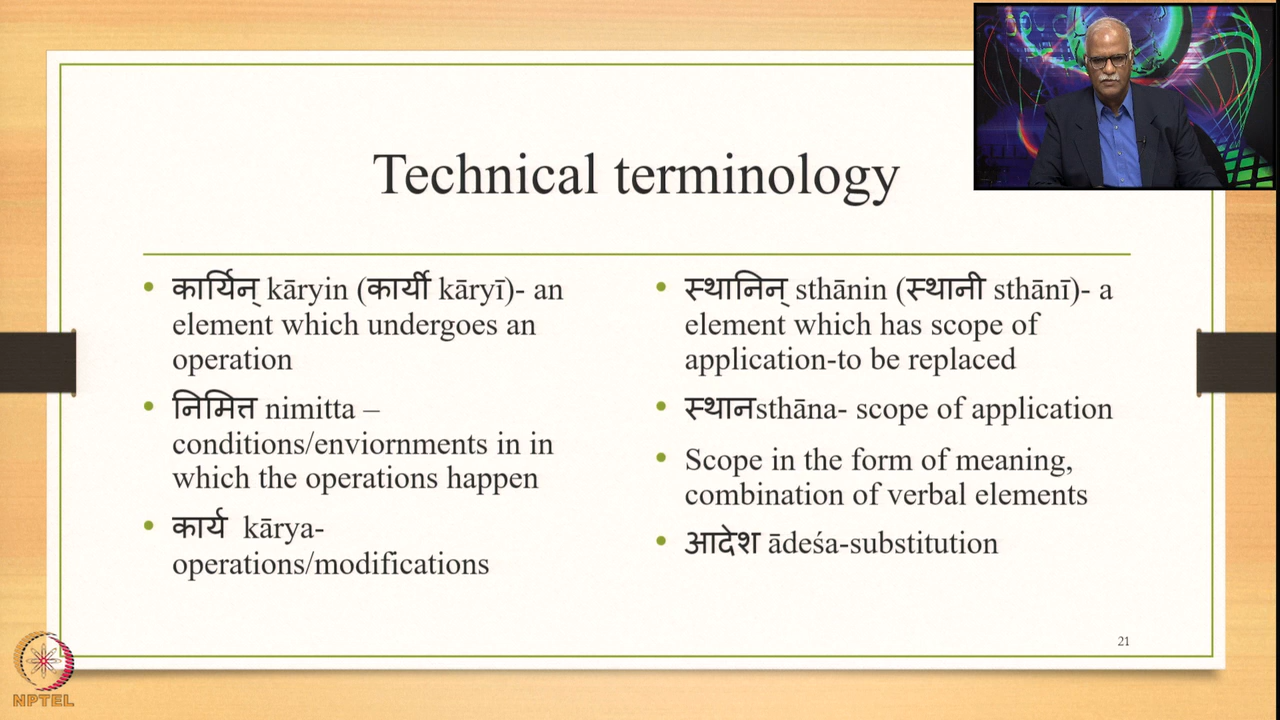 Technical terminology
• कार्यिन् kāryin (कार्यी kāryī)- an
element which undergoes an
operation
• निमित्त nimitta –
conditions/enviornments in in
which the operations happen
• कार्य kārya-
operations/modifications
• स्थानिन् sthānin (स्थानी sthānī)- a
element which has scope of
application-to be replaced
• स्थानsthāna- scope of application
• Scope in the form of meaning,
combination of verbal elements
• आदेश ādeśa-substitution
21
NPTEL